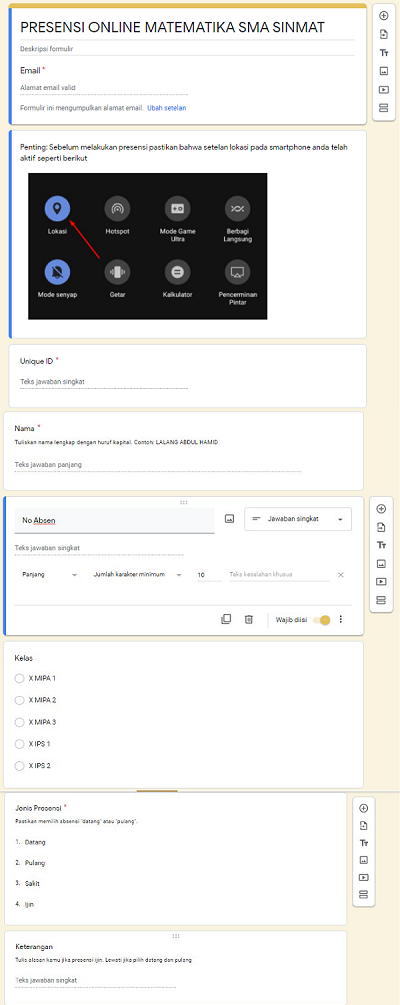 PRESENSI ONLINE MATEMATIKA SMA SINMAT
Deskripsi formulir
Email *
Alamat email valid
Formulir ini mengumpulkan alamat email. Ubah setelan
Penting: Sebelum melakukan presensi pastikan bahwa setelan lokasi pada smartphone anda telah
aktif seperti berikut
Lokasi
Hotspot
Mode Game
Ultra
Berbagi
Langsung
Mode senyap
Getar
Kalkulator
Pencerminan
Pintar
Unique ID *
Teks jawaban singkat
Nama *
Tuliskan nama lengkap dengan huruf kapital. Contoh: LALANG ABDUL HAMID
Teks jawaban panjang
No Absen
Jawaban singkat
Teks jawaban singkat
Panjang
Jumlah karakter minimum
10
Teks kesalahan khusus
Wajib diisi
Kelas
X MIPA 1
X MIPA 2
X MIPA 3
X IPS 1
X IPS 2
Jenis Presensi *
Pastikan memilih absensi "datang" atau "pulang".
1. Datang
2. Pulang
3. Sakit
4. Ijin
Keterangan
Tulis alasan kamu jika presensi ijin. Lewati jika pilih datang dan pulang
Teks jawaban singkat